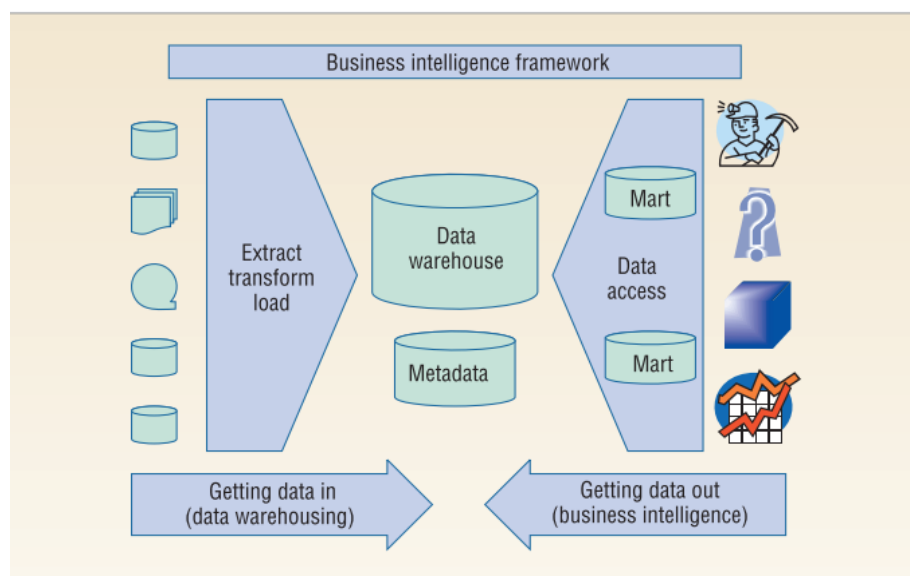 Business intelligence framework
Extract
transform
load
Data
warehouse
Metadata
Mart
Data
access
Mart
Getting data in
(data warehousing)
Getting data out
(business intelligence)